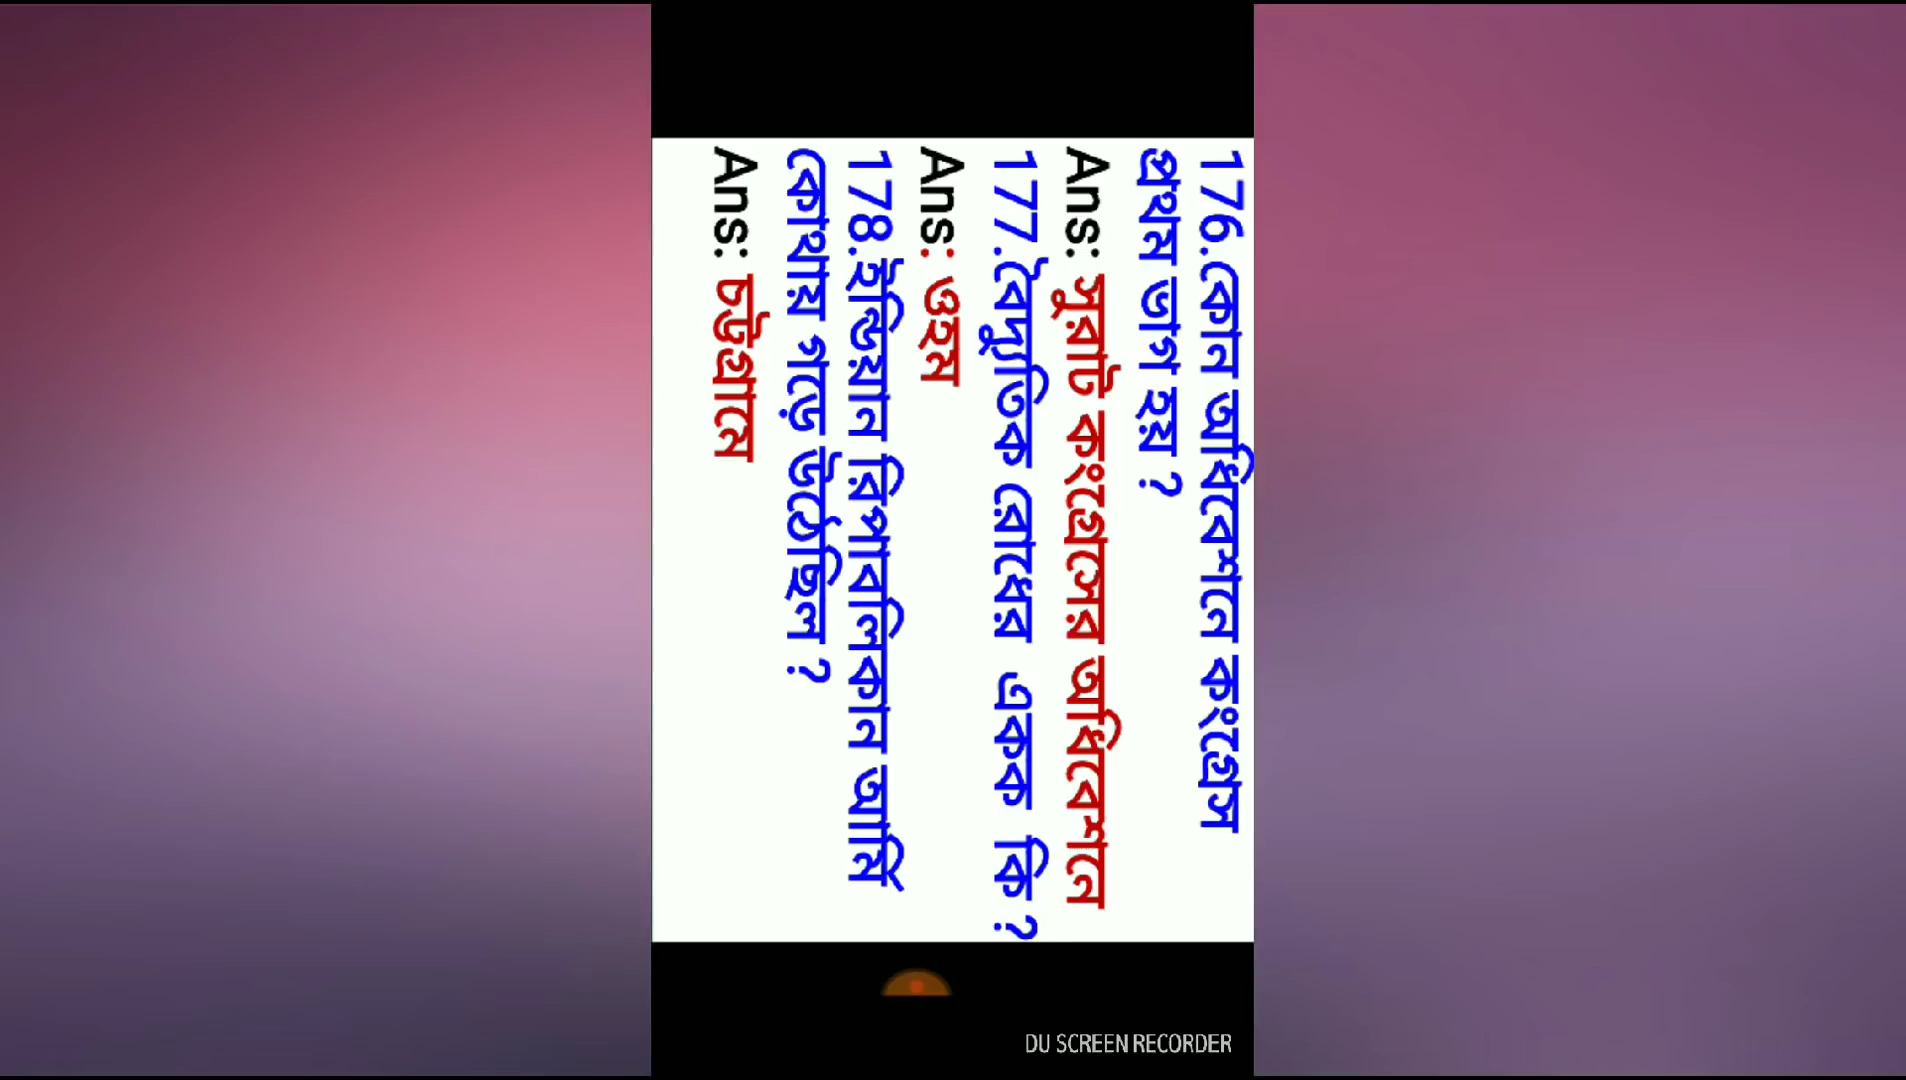 176.কোন অধিবেশনে কংগ্রেস
প্রথম ভাগ হয় ?
Ans: সুরাট কংগ্রেসের অধিবেশনে
177.বৈদ্যুতিক রোধের একক কি ?
Ans: ওহম
178.ইন্ডিয়ান রিপাবলিকান আর্মি
কোথায় গড়ে উঠেছিল ?
Ans: চট্টগ্রামে
DU SCREEN RECORDER